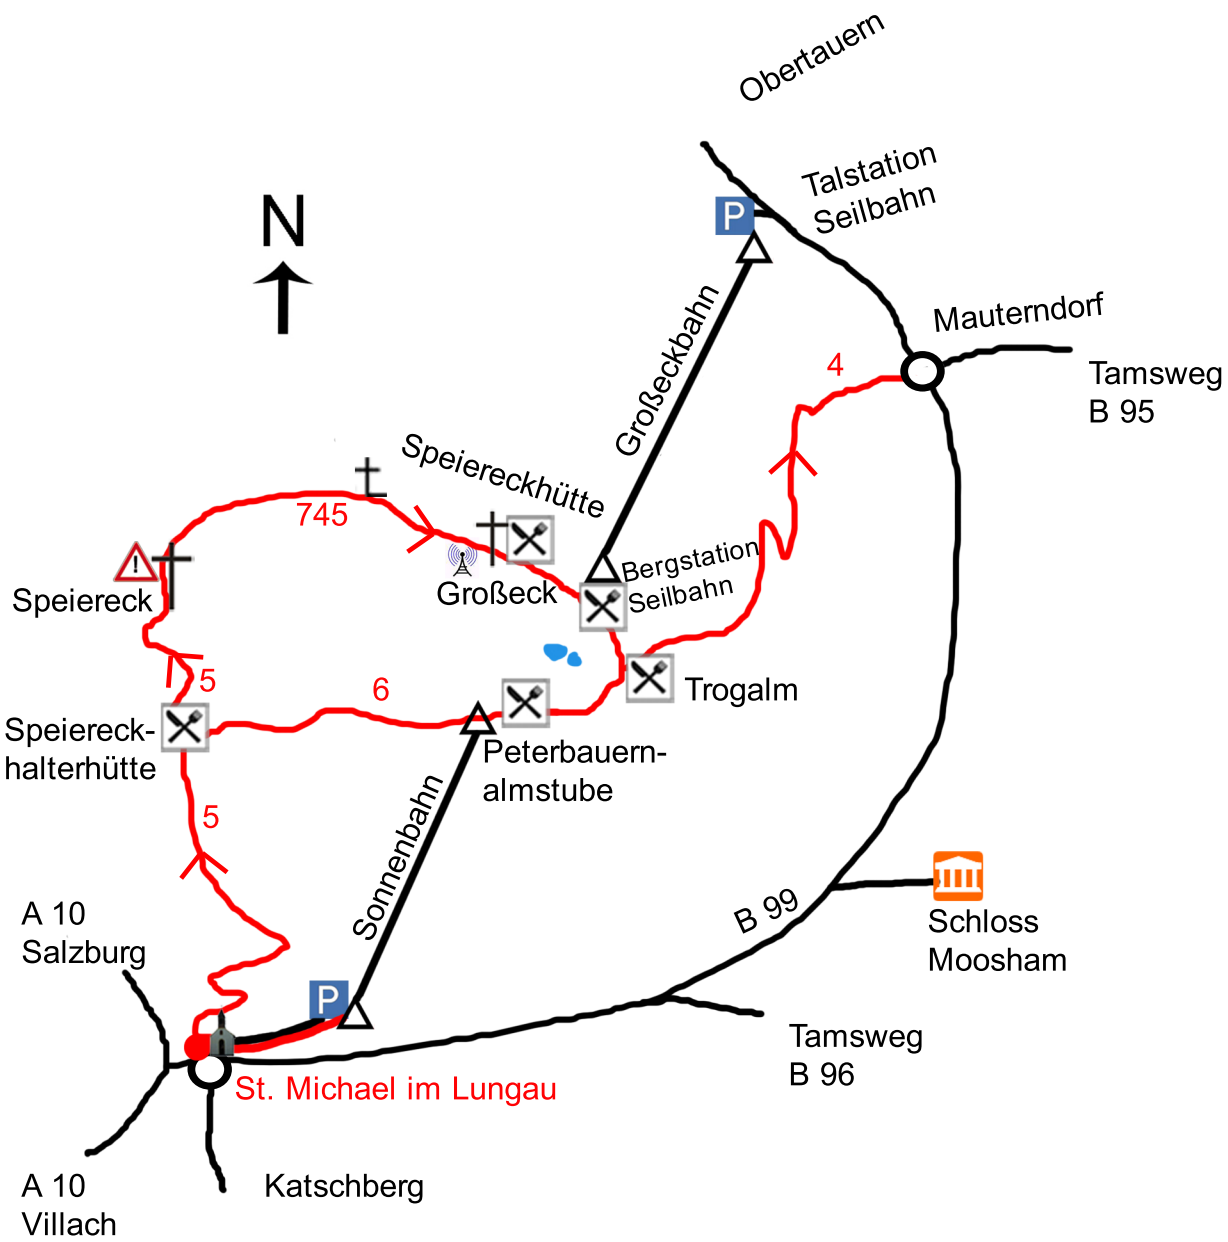 Obertauern
Talstation
Seilbahn
P
N
Großeckbahn
Mauterndorf
4
Tamsweg
B 95
Speiereckhütte
745
!
Speiereck
Großeck
Bergstation
Seilbahn
5
6
Trogalm
Speiereck-
halterhütte
Peterbauern-
almstube
5
Sonnenbahn
B 99
A 10
Salzburg
Schloss
Moosham
P
Tamsweg
B 96
St. Michael im Lungau
A 10
Villach
Katschberg